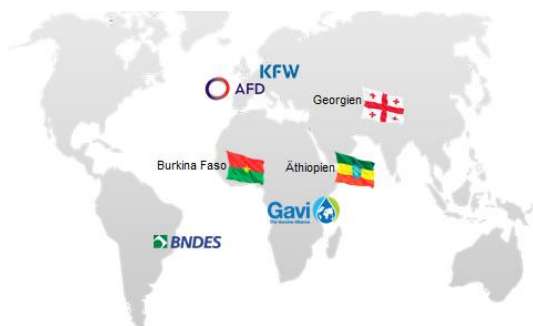 KFW
AFD
Georgien
Burkina Faso
Äthiopien
Gavi
The Vaccine Alliance
BNDES